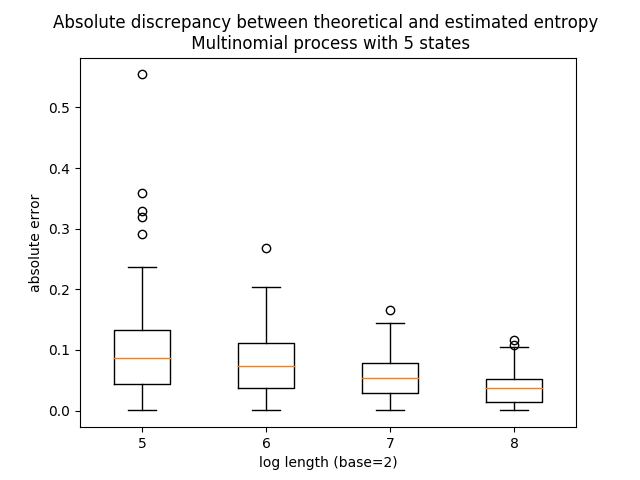 Absolute discrepancy between theoretical and estimated entropy
Multinomial process with 5 states
absolute error
0.5
0.4
0.3
0.2
0.1
0.0
5 6 7 8
log length (base=2)